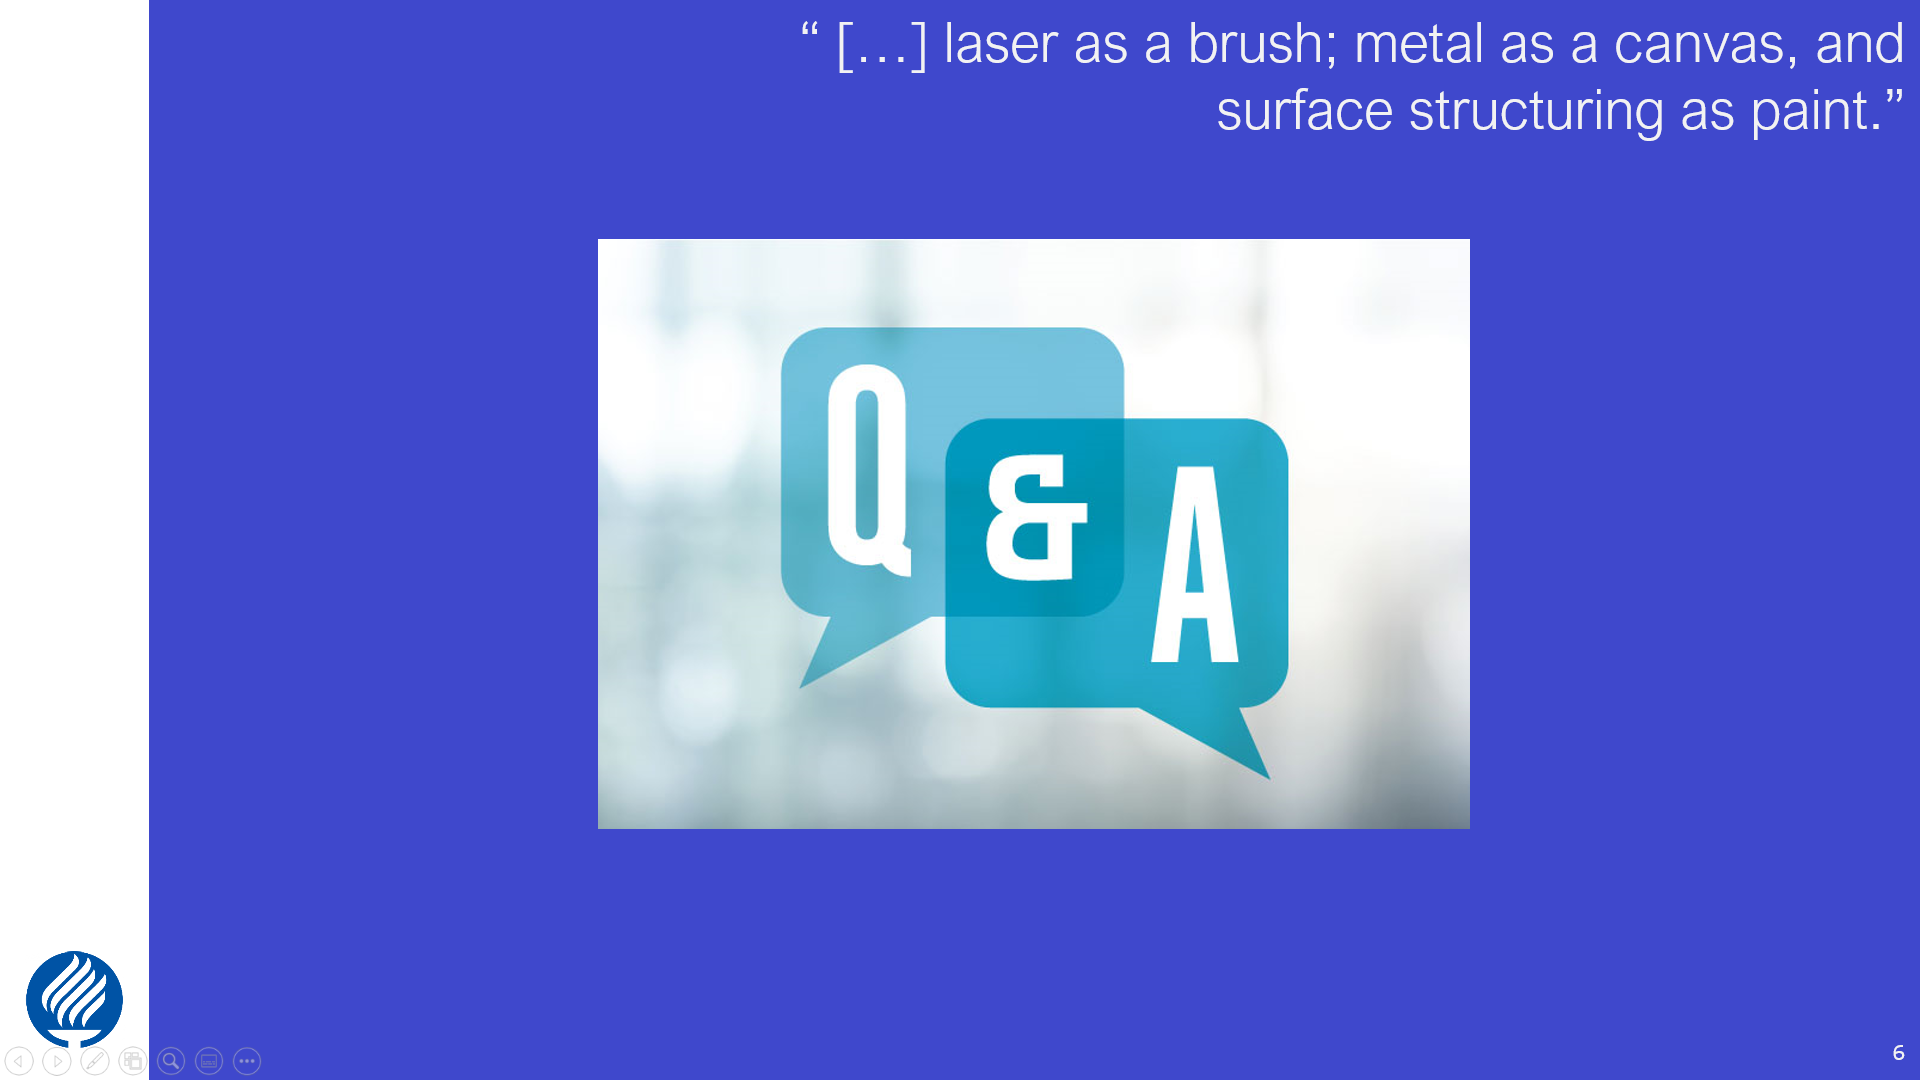 “ […] laser as a brush; metal as a canvas, and
surface structuring as paint.”
Q & A
6